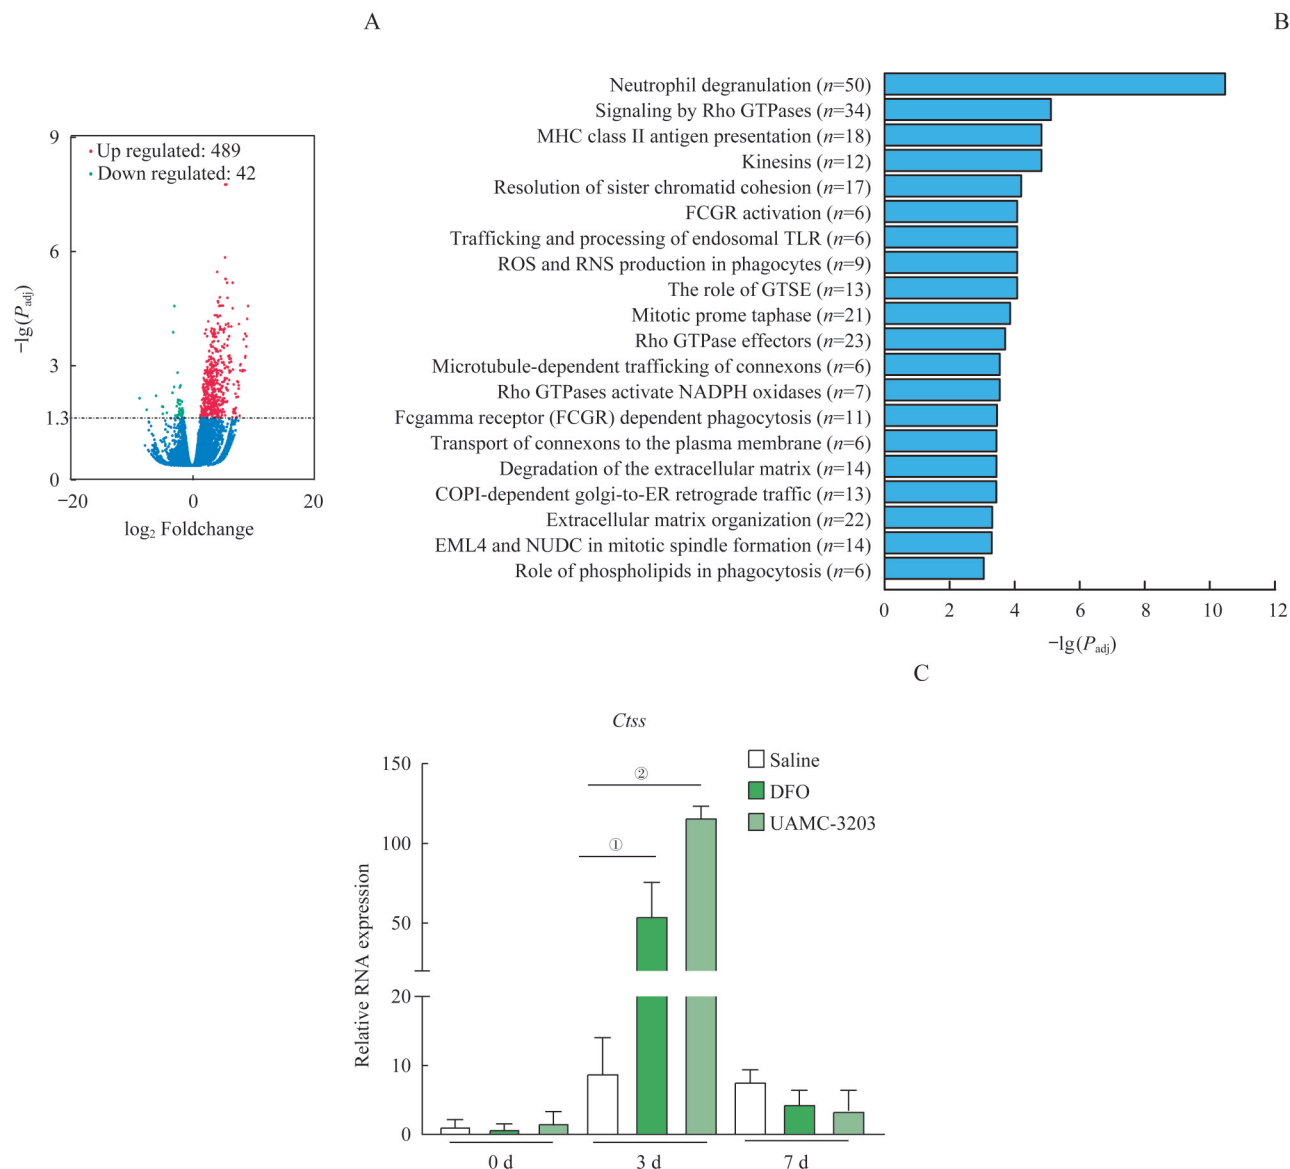 A
B
9
Up regulated: 489
Down regulated: 42
6
3
1.3
0
−lg(Padj)
−20
0
20
log2 Foldchange
Neutrophil degranulation (n=50)
Signaling by Rho GTPases (n=34)
MHC class II antigen presentation (n=18)
Kinesins (n=12)
Resolution of sister chromatid cohesion (n=17)
FCGR activation (n=6)
Trafficking and processing of endosomal TLR (n=6)
ROS and RNS production in phagocytes (n=9)
The role of GTSE (n=13)
Mitotic prome taphase (n=21)
Rho GTPase effectors (n=23)
Microtubule-dependent trafficking of connexons (n=6)
Rho GTPases activate NADPH oxidases (n=7)
Fcgamma receptor (FCGR) dependent phagocytosis (n=11)
Transport of connexons to the plasma membrane (n=6)
Degradation of the extracellular matrix (n=14)
COPI-dependent golgi-to-ER retrograde traffic (n=13)
Extracellular matrix organization (n=22)
EML4 and NUDC in mitotic spindle formation (n=14)
Role of phospholipids in phagocytosis (n=6)
0 2 4 6 8 10 12
−lg(Padj)
C
Ctss
150
100
50
20
10
0
Relative RNA expression
②
①
Saline
DFO
UAMC-3203
0 d
3 d
7 d